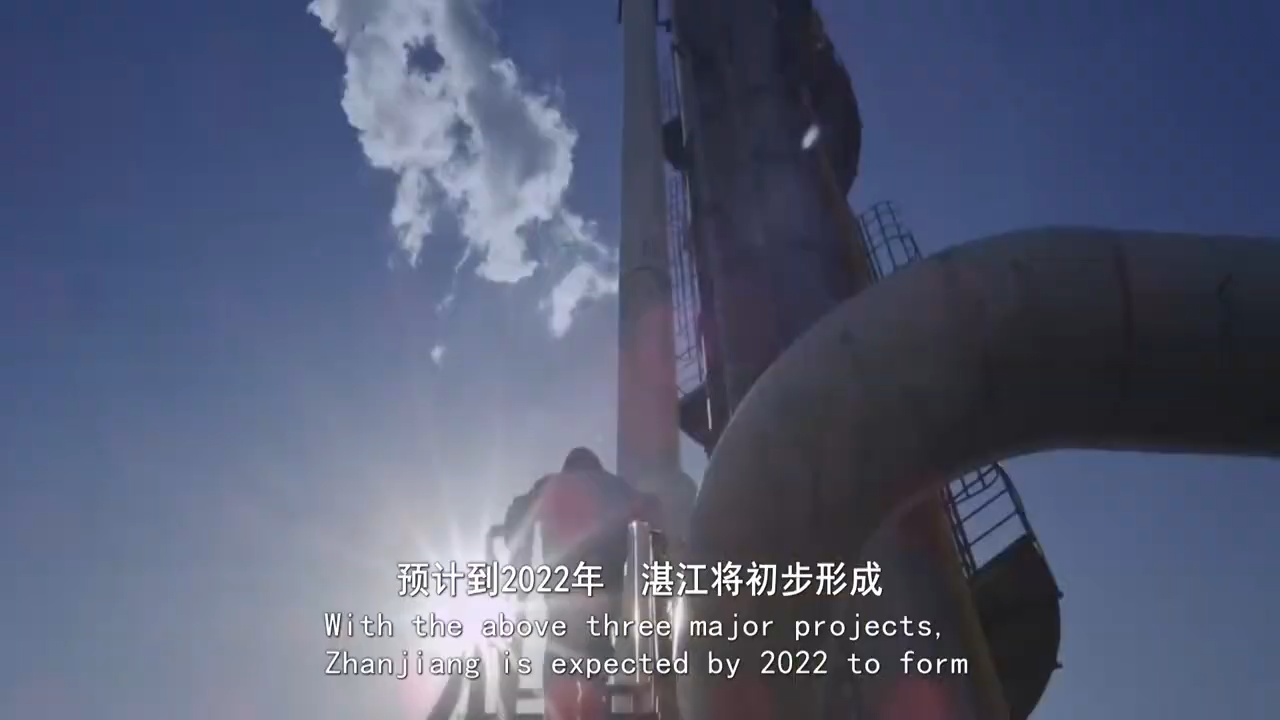 预计到2022年 湛江将初步形成
With the above three major projects,
Zhanjiang is expected by 2022 to form